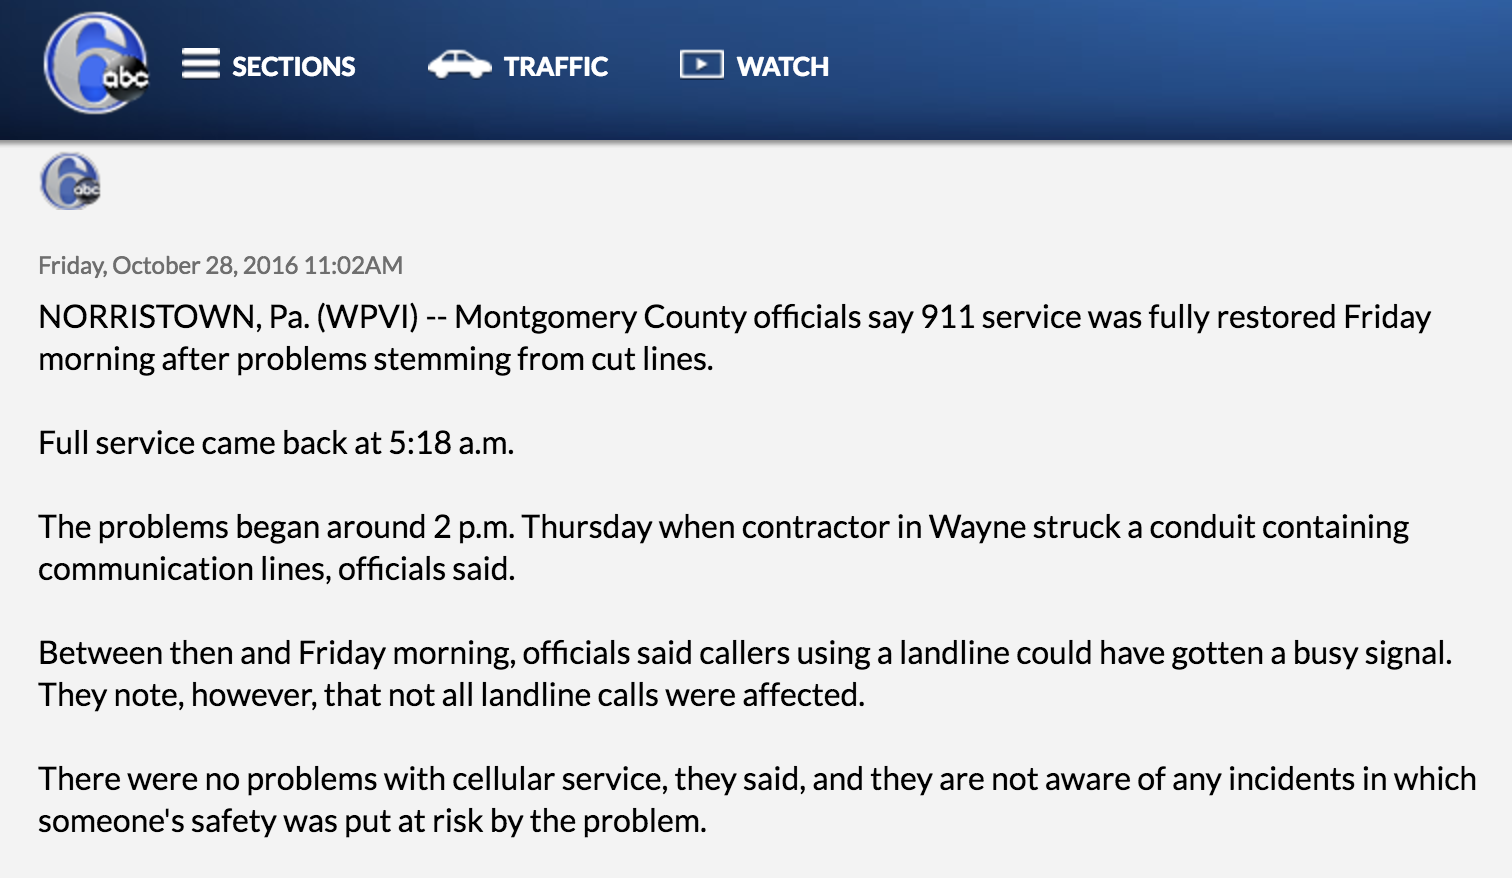 6abc
SECTIONS
TRAFFIC
WATCH
6abc
Friday, October 28, 2016 11:02AM
NORRISTOWN, Pa. (WPVI) -- Montgomery County officials say 911 service was fully restored Friday
morning after problems stemming from cut lines.
Full service came back at 5:18 a.m.
The problems began around 2 p.m. Thursday when contractor in Wayne struck a conduit containing
communication lines, officials said.
Between then and Friday morning, officials said callers using a landline could have gotten a busy signal.
They note, however, that not all landline calls were affected.
There were no problems with cellular service, they said, and they are not aware of any incidents in which
someone's safety was put at risk by the problem.